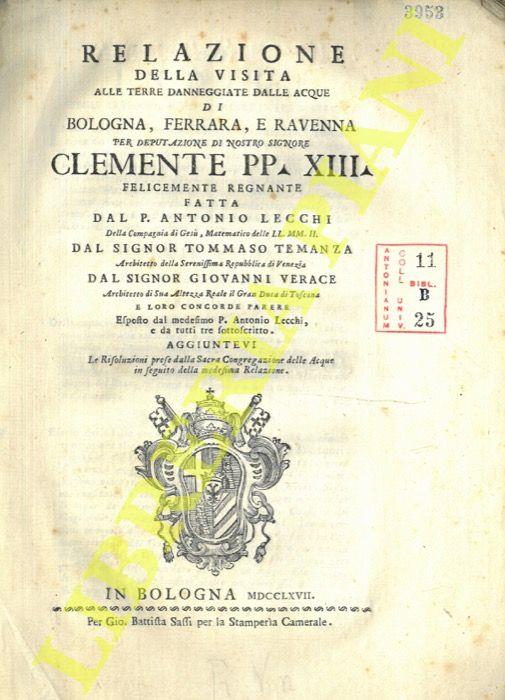 3953
RELAZIONE
DELLA VISITA
ALLE TERRE DANNEGGIATE DALLE ACQUE
DI
BOLOGNA, FERRARA, E RAVENNA
PER DEPUTAZIONE DI NOSTRO SIGNORE
CLEMENTE PP. XIII.
FELICEMENTE REGNANTE
FATTA
DAL P. ANTONIO LECCHI
Della Compagnia di Gesù, Matematico delle LL. MM. II.
DAL SIGNOR TOMMASO TEMANZA
Architetto della Serenissima Repubblica di Venezia
DAL SIGNOR GIOVANNI VERACE
Architetto di Sua Altezza Reale il Gran Duca di Toscana
E LORO CONCORDE PARERE
Esposto dal medesimo P. Antonio Lecchi,
e da tutti tre sottoscritto.
AGGIUNTEVI
Le Risoluzioni prese dalla Sacra Congregazione delle Acque
in seguito della medesima Relazione.
IN BOLOGNA MDCCLXVII.
Per Gio. Battista Sassi per la Stamperìa Camerale.
ANTONIANUM
COLL. UNIV.
11
BIBL.
B
25
LIBRERIA PIANI